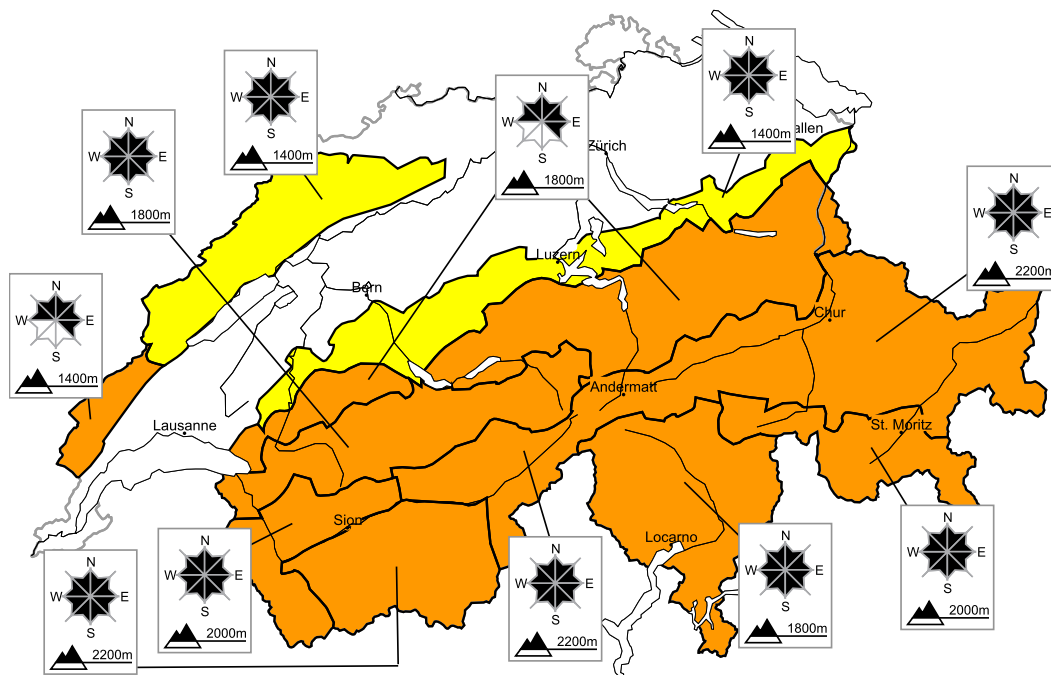 N
W E
S
1400m
N
W E
S
1400m
N
W E
S
1800m
N
W E
S
1800m
allen
Zürich
N
W E
S
2200m
Luzern
Bern
N
W E
S
1400m
Chur
Andermatt
Lausanne
St. Moritz
Sion
Locarno
N
W E
S
2000m
N
W E
S
2200m
N
W E
S
2000m
N
W E
S
2200m
N
W E
S
1800m